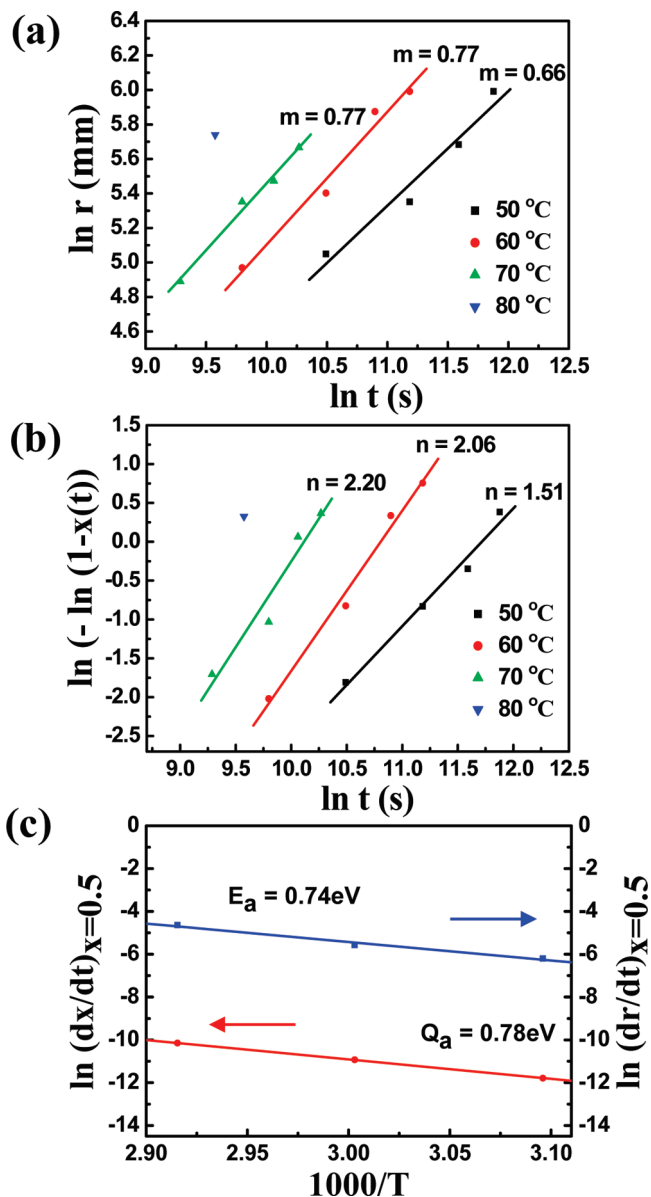 (a)
6.4
6.2
6.0
5.8
5.6
5.4
5.2
5.0
4.8
4.6
ln r (mm)
m = 0.77
m = 0.77
m = 0.66
50 °C
60 °C
70 °C
80 °C
9.0 9.5 10.0 10.5 11.0 11.5 12.0 12.5
ln t (s)
(b)
1.5
1.0
0.5
0.0
-0.5
-1.0
-1.5
-2.0
-2.5
ln (- ln (1-x(t))
n = 2.20
n = 2.06
n = 1.51
50 °C
60 °C
70 °C
80 °C
9.0 9.5 10.0 10.5 11.0 11.5 12.0 12.5
ln t (s)
(c)
0
-2
-4
-6
-8
-10
-12
-14
ln (dx/dt)x=0.5
Ea = 0.74eV
Qa = 0.78eV
0
-2
-4
-6
-8
-10
-12
-14
ln (dr/dt)x=0.5
2.90 2.95 3.00 3.05 3.10
1000/T